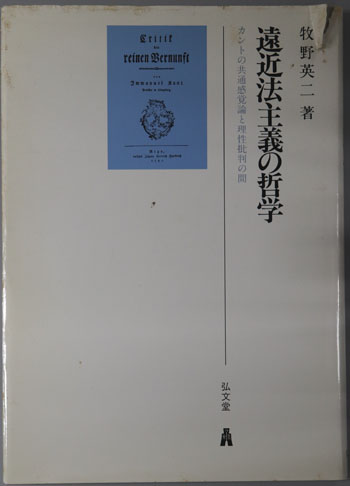 牧野英二著
遠近法主義の哲学
カントの共通感覚論と理性批判の間
弘文堂
Critik
der
reinen Vernunft
von
Immanuel Kant
Riga,